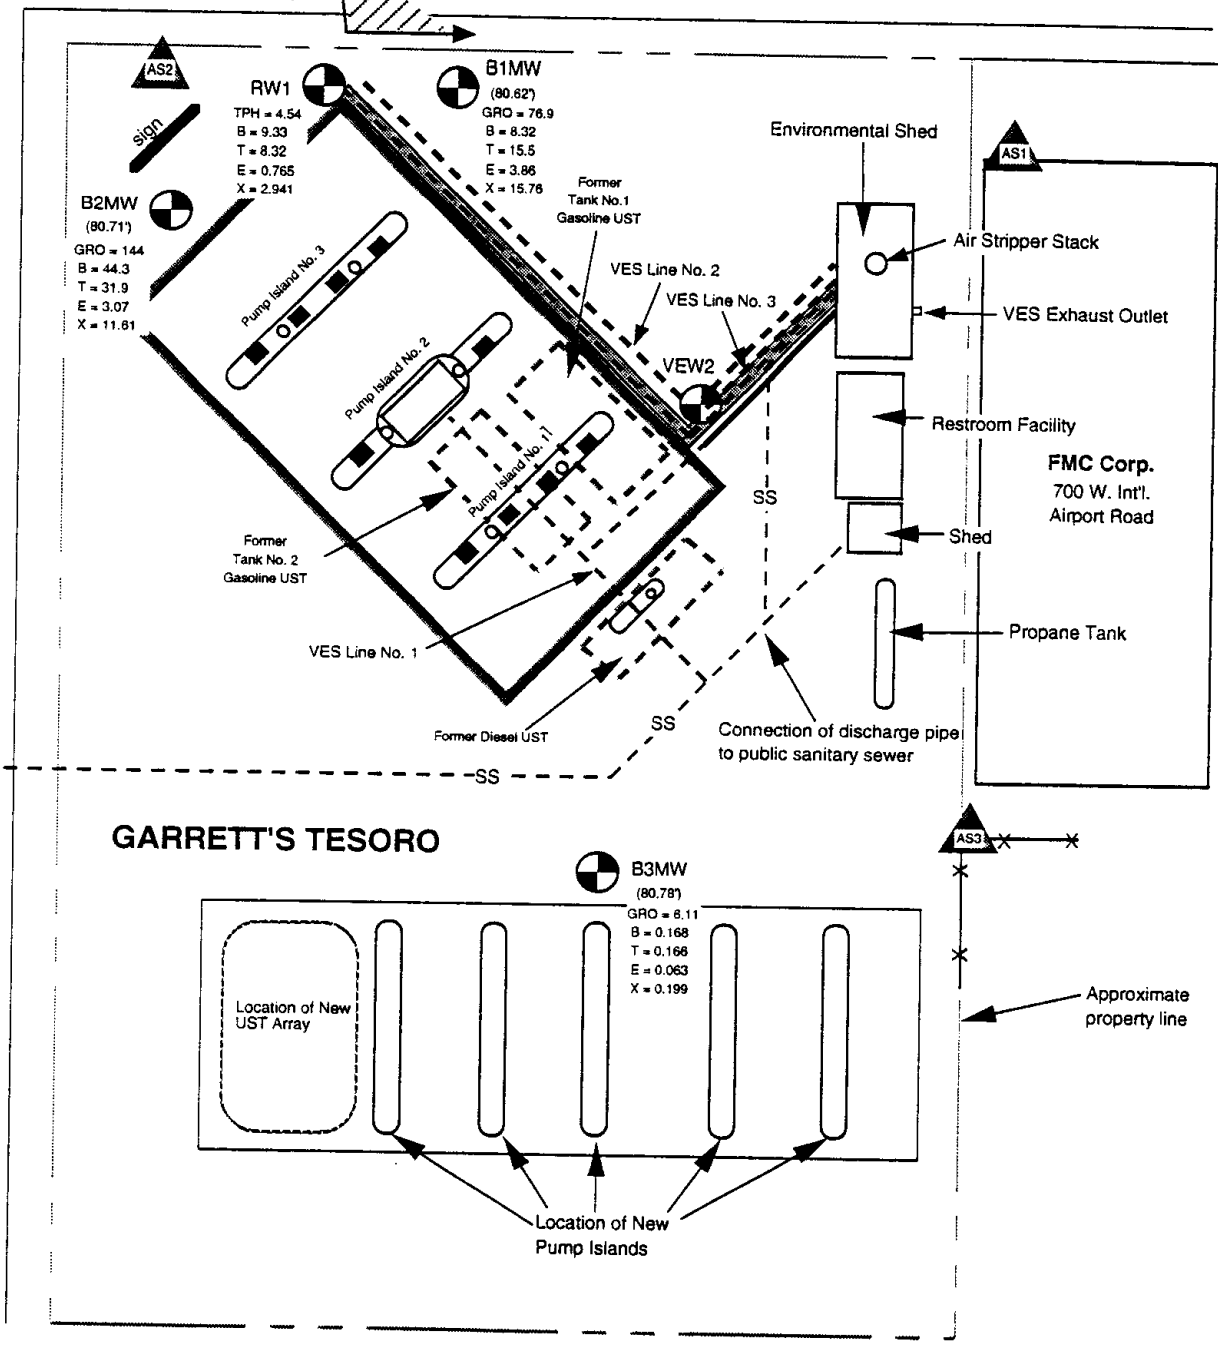 AS2
sign
RW1
TPH = 4.54
B = 9.33
T = 8.32
E = 0.765
X = 2.941
B1MW
(80.62')
GRO = 76.9
B = 8.32
T = 15.5
E = 3.86
X = 15.76
B2MW
(80.71')
GRO = 144
B = 44.3
T = 31.9
E = 3.07
X = 11.61
Former
Tank No.1
Gasoline UST
Environmental Shed
AS1
Air Stripper Stack
VES Exhaust Outlet
VES Line No. 2
VES Line No. 3
VEW2
Pump Island No. 3
Pump Island No. 2
Pump Island No. 1
Restroom Facility
FMC Corp.
700 W. Int'l.
Airport Road
SS
Shed
Former
Tank No. 2
Gasoline UST
VES Line No. 1
Propane Tank
Former Diesel UST
SS
Connection of discharge pipe
to public sanitary sewer
SS
GARRETT'S TESORO
AS3
B3MW
(80.78')
GRO = 6.11
B = 0.168
T = 0.166
E = 0.063
X = 0.199
Location of New
UST Array
Approximate
property line
Location of New
Pump Islands